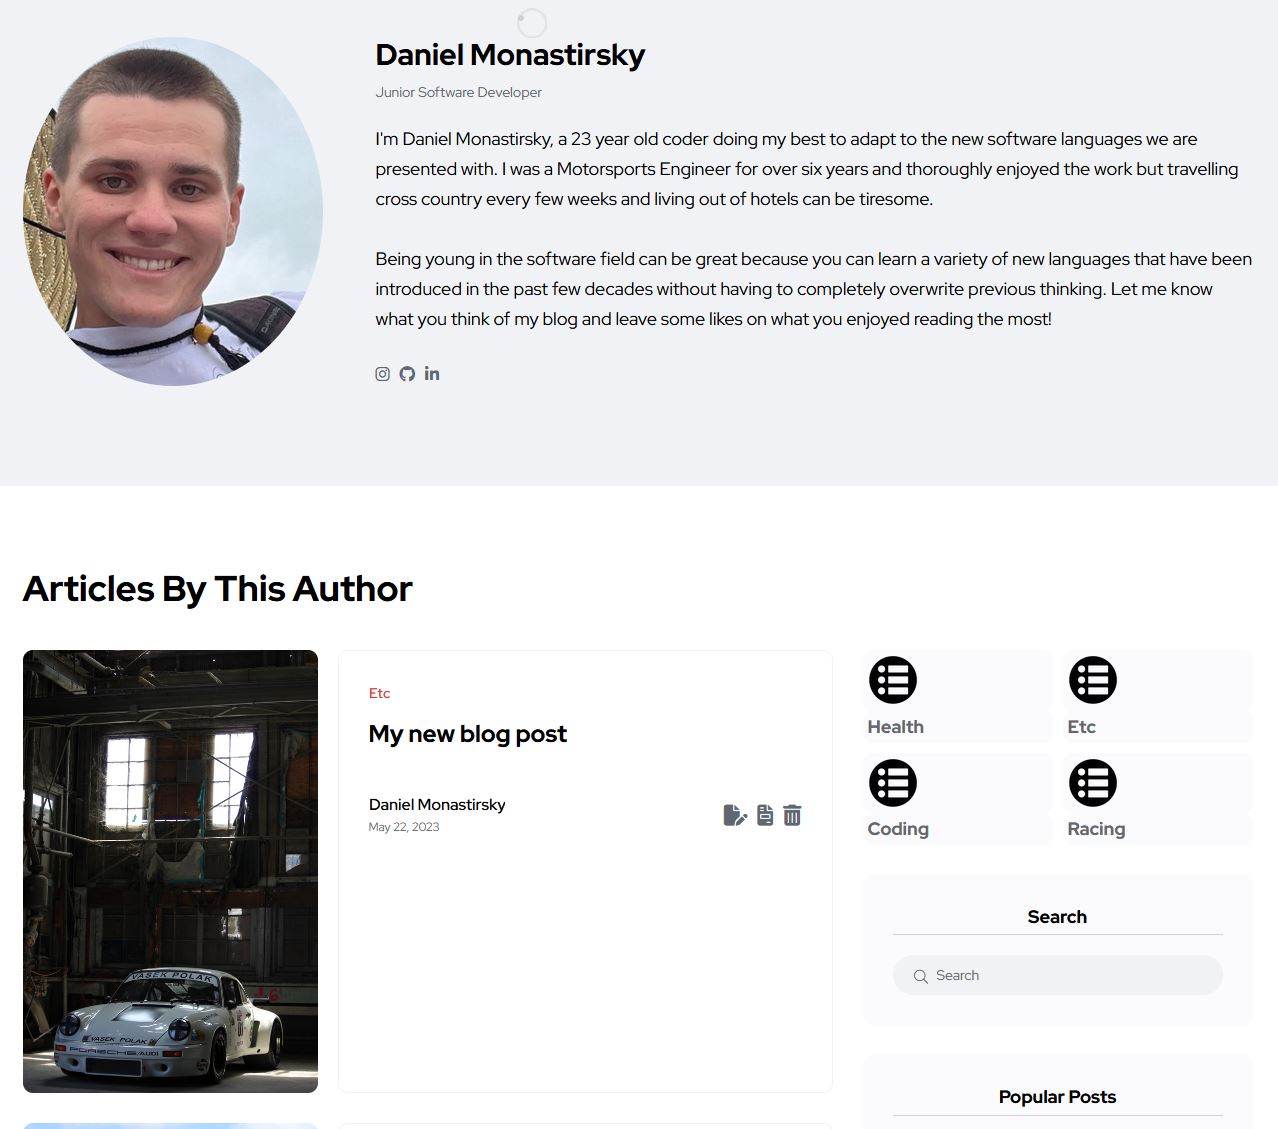 Daniel Monastirsky
Junior Software Developer
I'm Daniel Monastirsky, a 23 year old coder doing my best to adapt to the new software languages we are
presented with. I was a Motorsports Engineer for over six years and thoroughly enjoyed the work but travelling
cross country every few weeks and living out of hotels can be tiresome.
Being young in the software field can be great because you can learn a variety of new languages that have been
introduced in the past few decades without having to completely overwrite previous thinking. Let me know
what you think of my blog and leave some likes on what you enjoyed reading the most!
Articles By This Author
Etc
My new blog post
Daniel Monastirsky
May 22, 2023
VASEK POLAK
VASEK POLAK
PORSCHE/AUDI
Health
Etc
Coding
Racing
Search
Search
Popular Posts